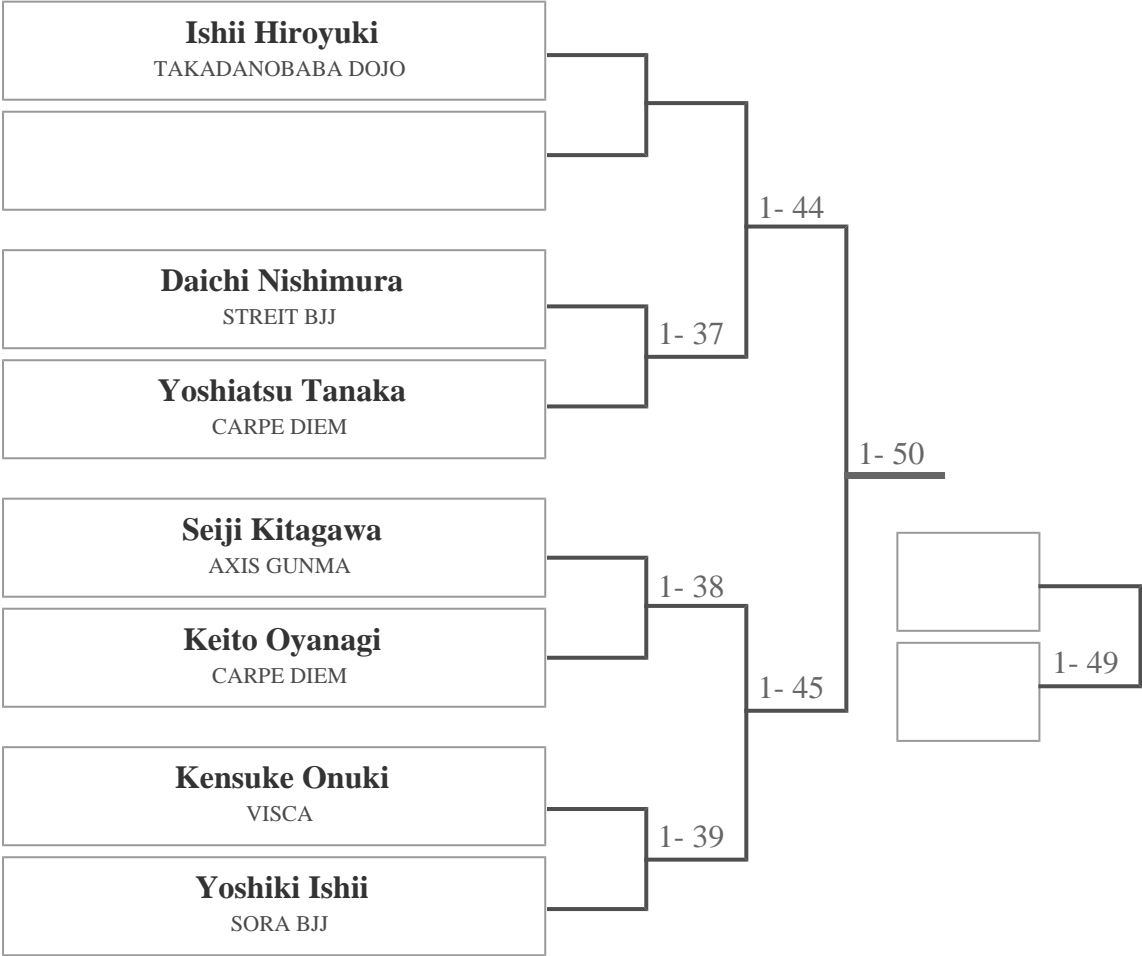 Ishii Hiroyuki
TAKADANOBABA DOJO
1- 44
Daichi Nishimura
STREIT BJJ
1- 37
Yoshiatsu Tanaka
CARPE DIEM
1- 50
Seiji Kitagawa
AXIS GUNMA
1- 38
Keito Oyanagi
CARPE DIEM
1- 49
1- 45
Kensuke Onuki
VISCA
1- 39
Yoshiki Ishii
SORA BJJ